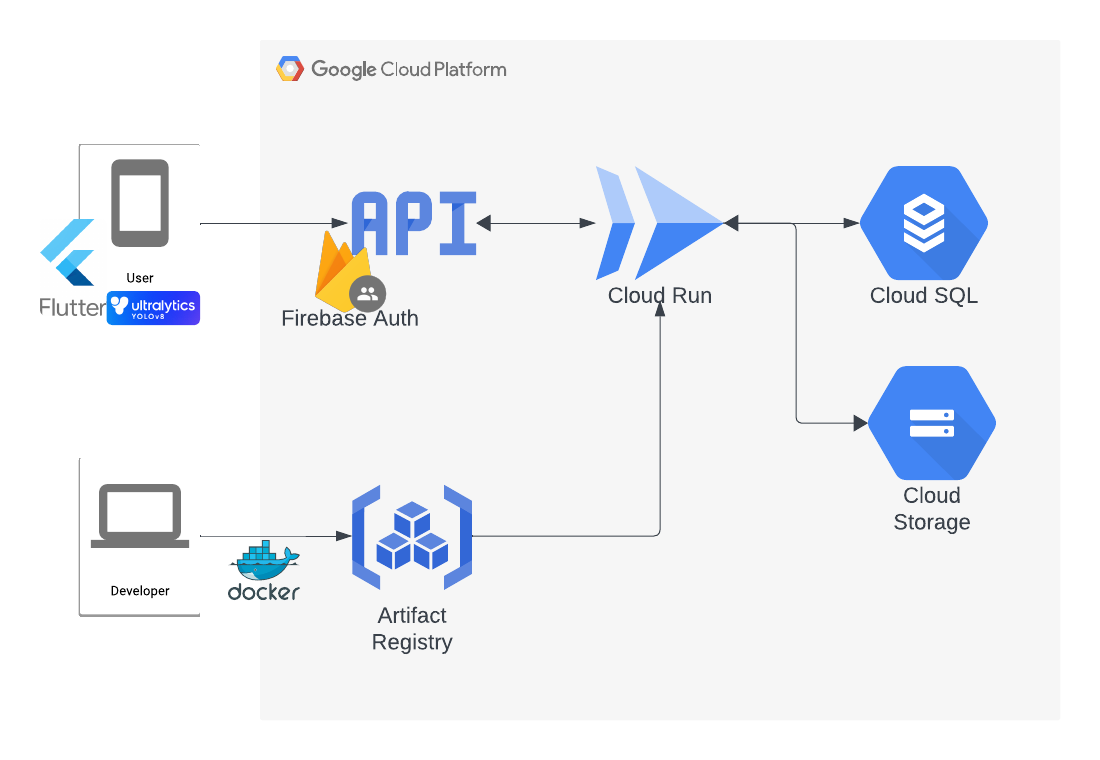 Google Cloud Platform
API
User
Flutter
ultralytics
YOLOv8
Firebase Auth
Cloud Run
Cloud SQL
Cloud
Storage
Developer
docker
Artifact
Registry